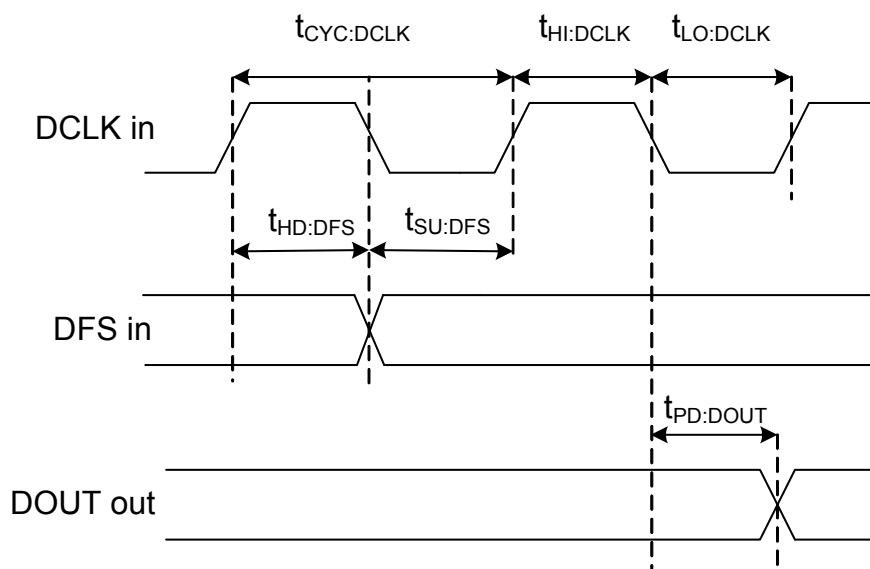 tCYC:DCLK tHI:DCLK tLO:DCLK
DCLK in
tHD:DFS tSU:DFS
DFS in
tPD:DOUT
DOUT out